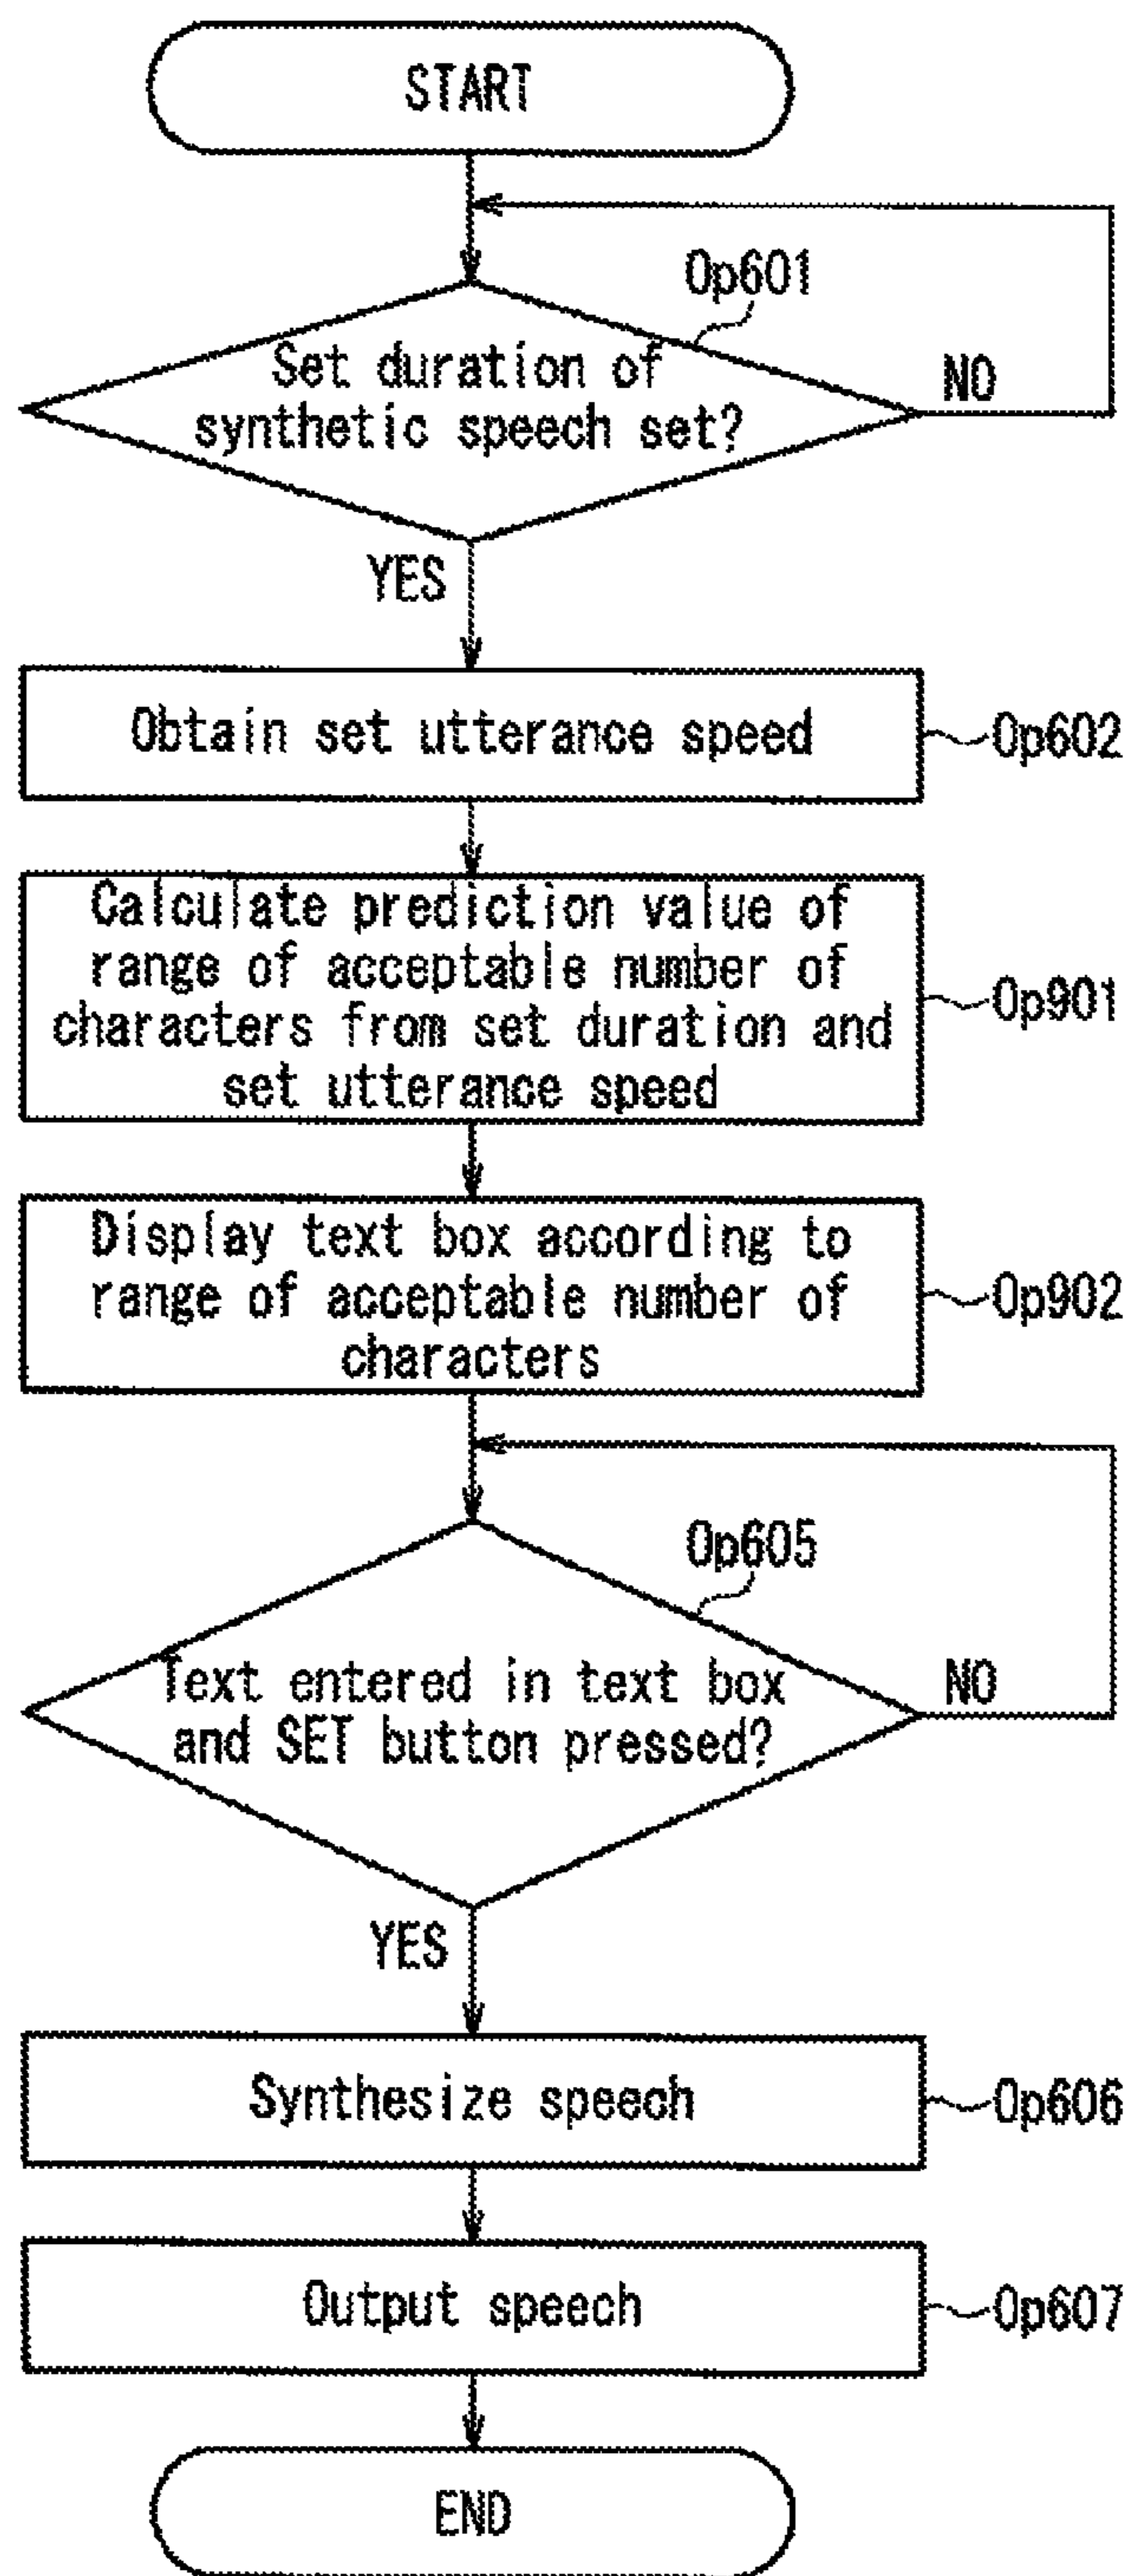 START
Op601
Set duration of
synthetic speech set?
NO
YES
Obtain set utterance speed
Op602
Calculate prediction value of
range of acceptable number of
characters from set duration and
set utterance speed
Op901
Display text box according to
range of acceptable number of
characters
Op902
Op605
Text entered in text box
and SET button pressed?
NO
YES
Synthesize speech
Op606
Output speech
Op607
END